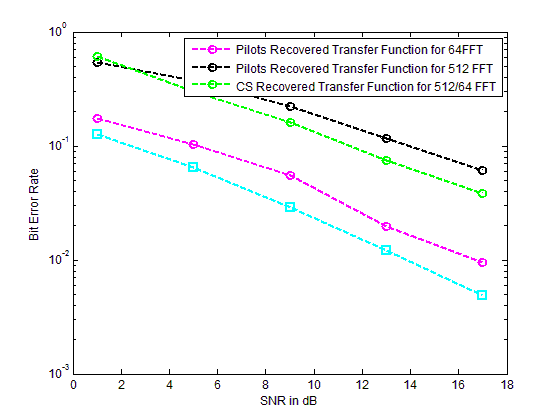 10^0
Pilots Recovered Transfer Function for 64FFT
Pilots Recovered Transfer Function for 512 FFT
CS Recovered Transfer Function for 512/64 FFT
10^-1
Bit Error Rate
10^-2
10^-3
0 2 4 6 8 10 12 14 16 18
SNR in dB